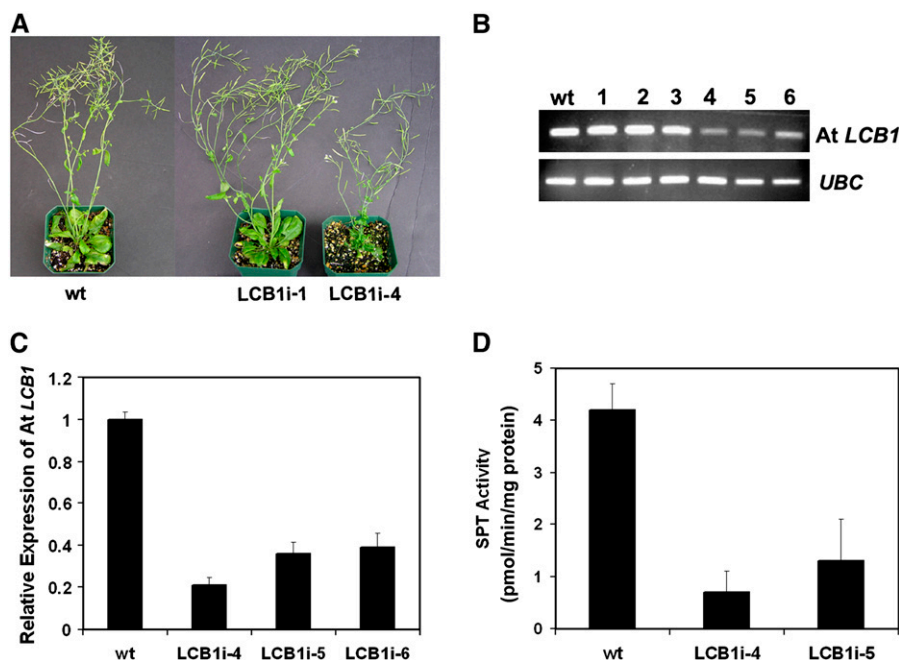 A
wt
LCB1i-1 LCB1i-4
B
wt 1 2 3 4 5 6
At LCB1
UBC
C
Relative Expression of At LCB1
1.2
1
0.8
0.6
0.4
0.2
0
wt LCB1i-4 LCB1i-5 LCB1i-6
D
SPT Activity
(pmol/min/mg protein)
5
4
3
2
1
0
wt LCB1i-4 LCB1i-5